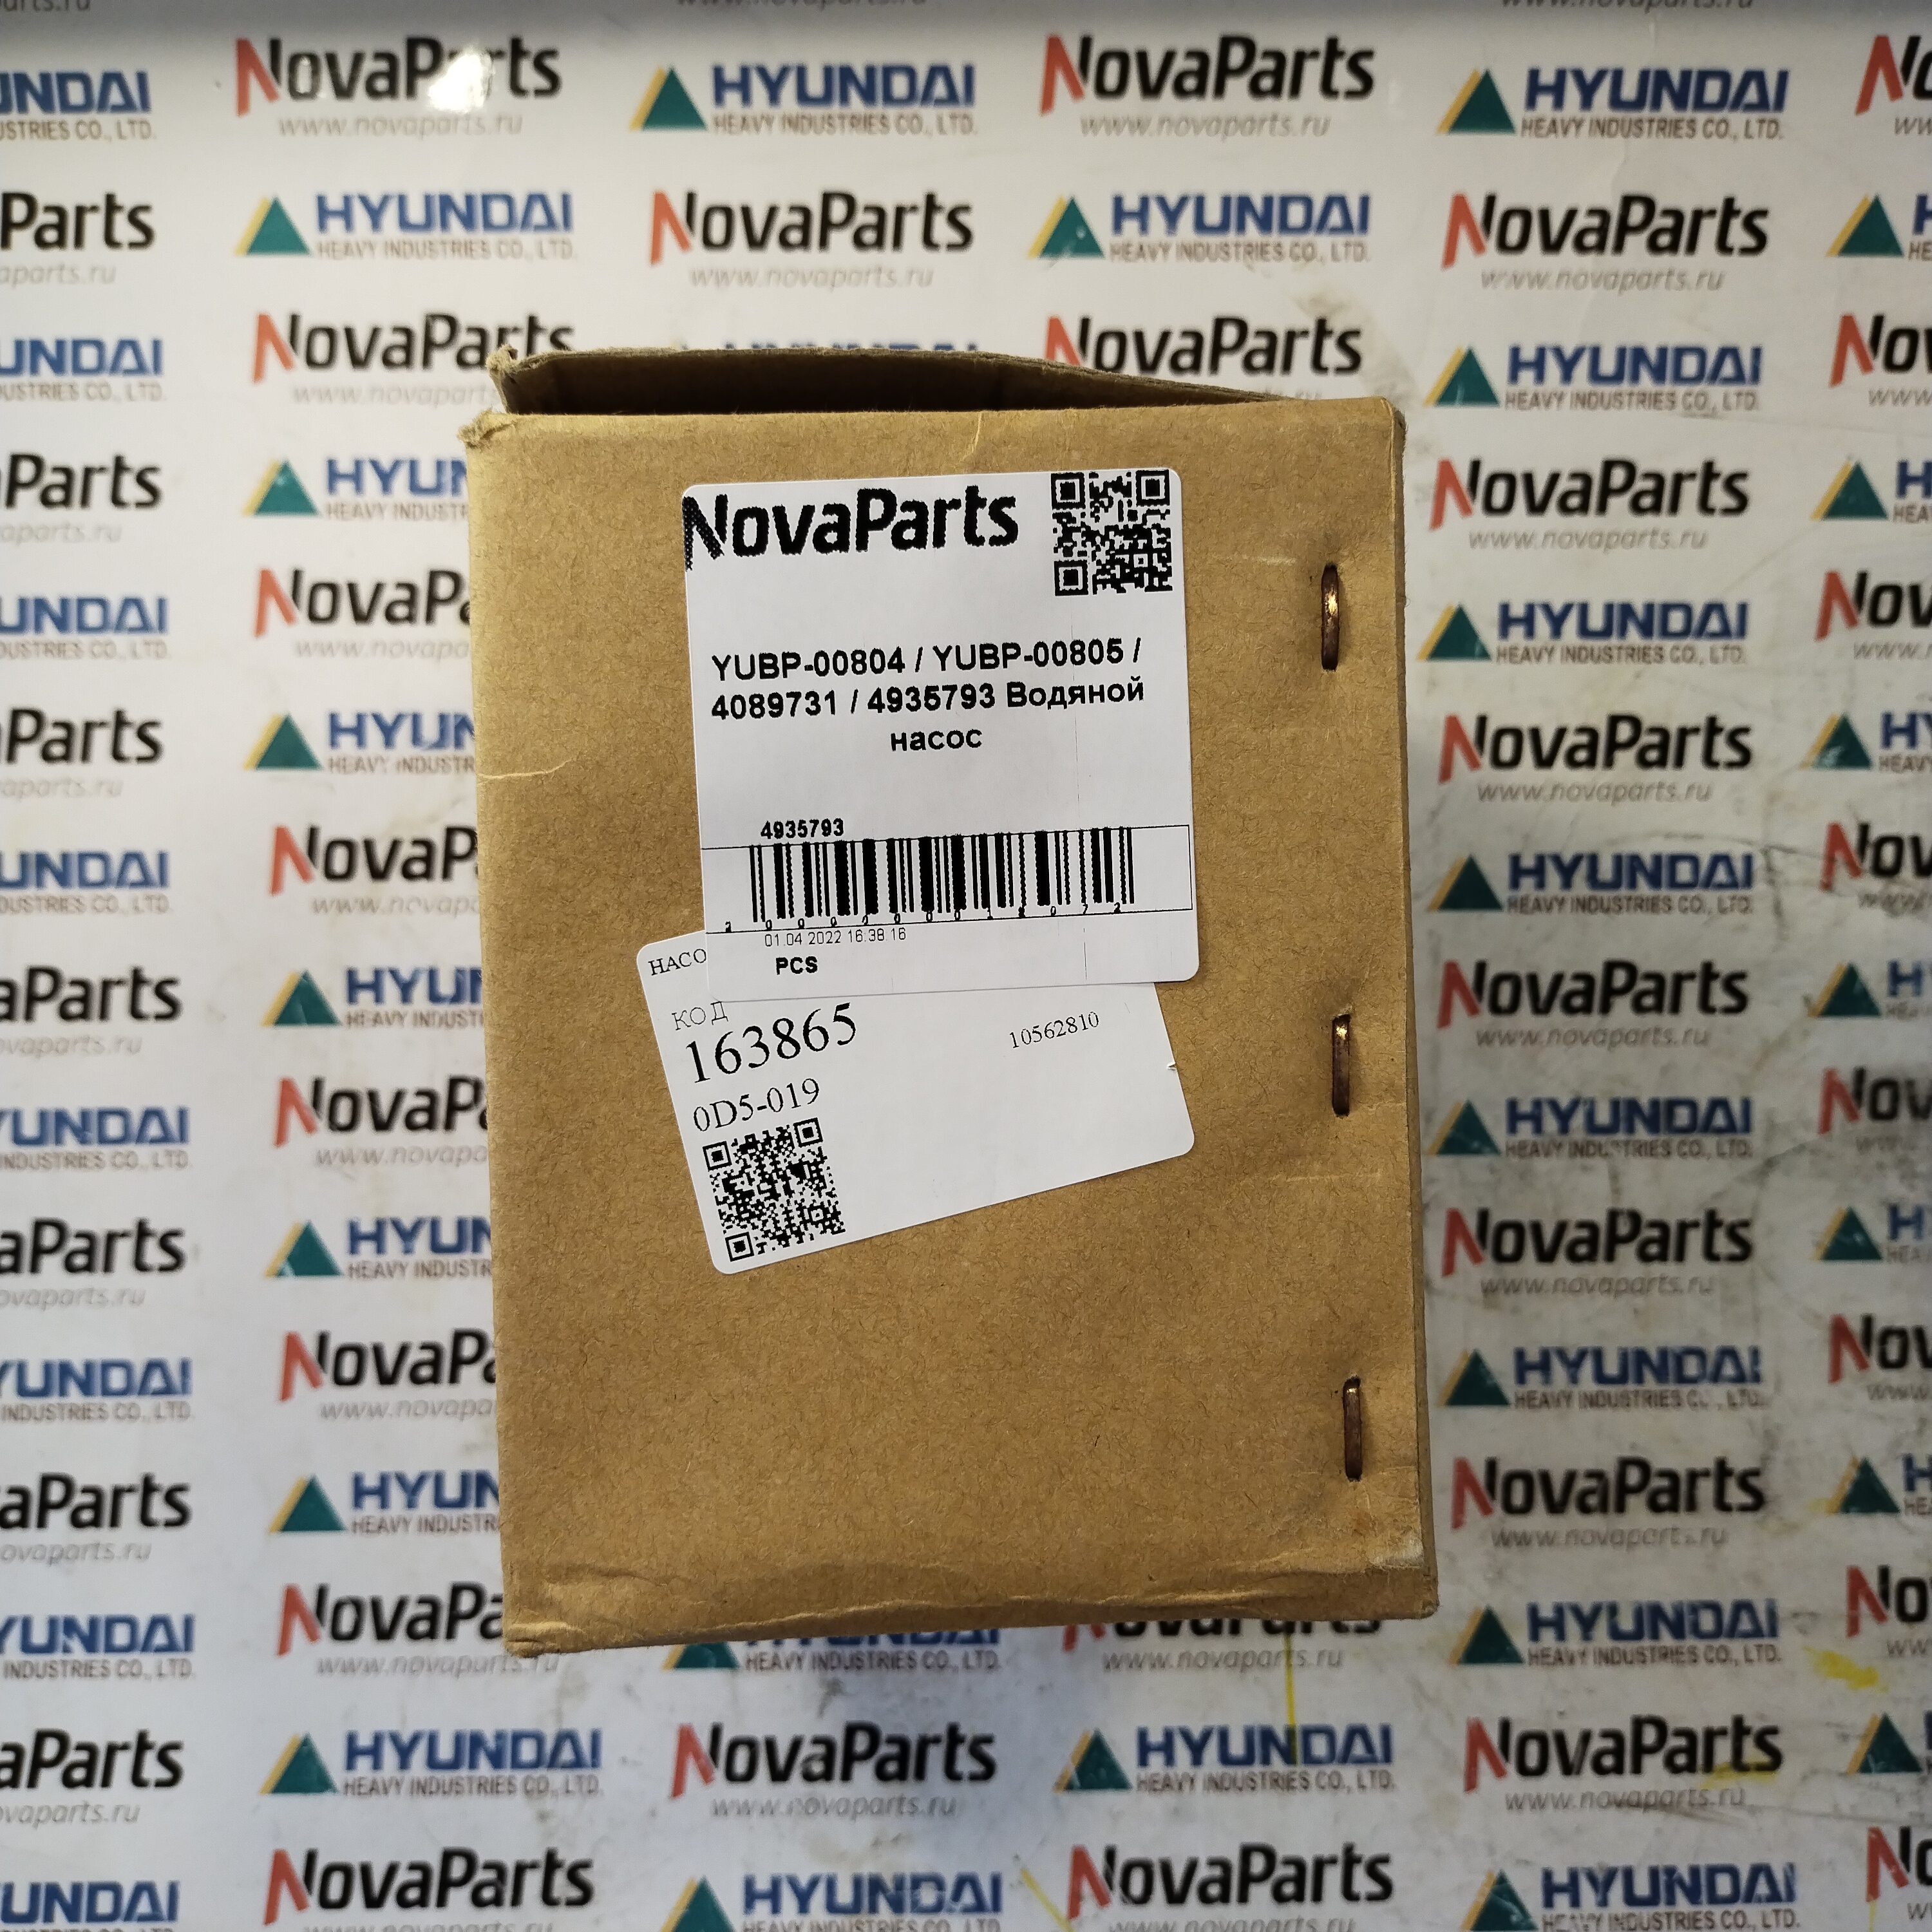 NovaParts
YUBP-00804 / YUBP-00805 /
4089731 / 4935793 Водяной
насос
4935793
01.04 2022 16:38 16
PCS
НАСО
КОД
163865
10562810
0D5-019
NovaParts
www.novaparts.ru
HYUNDAI
HEAVY INDUSTRIES CO., LTD.